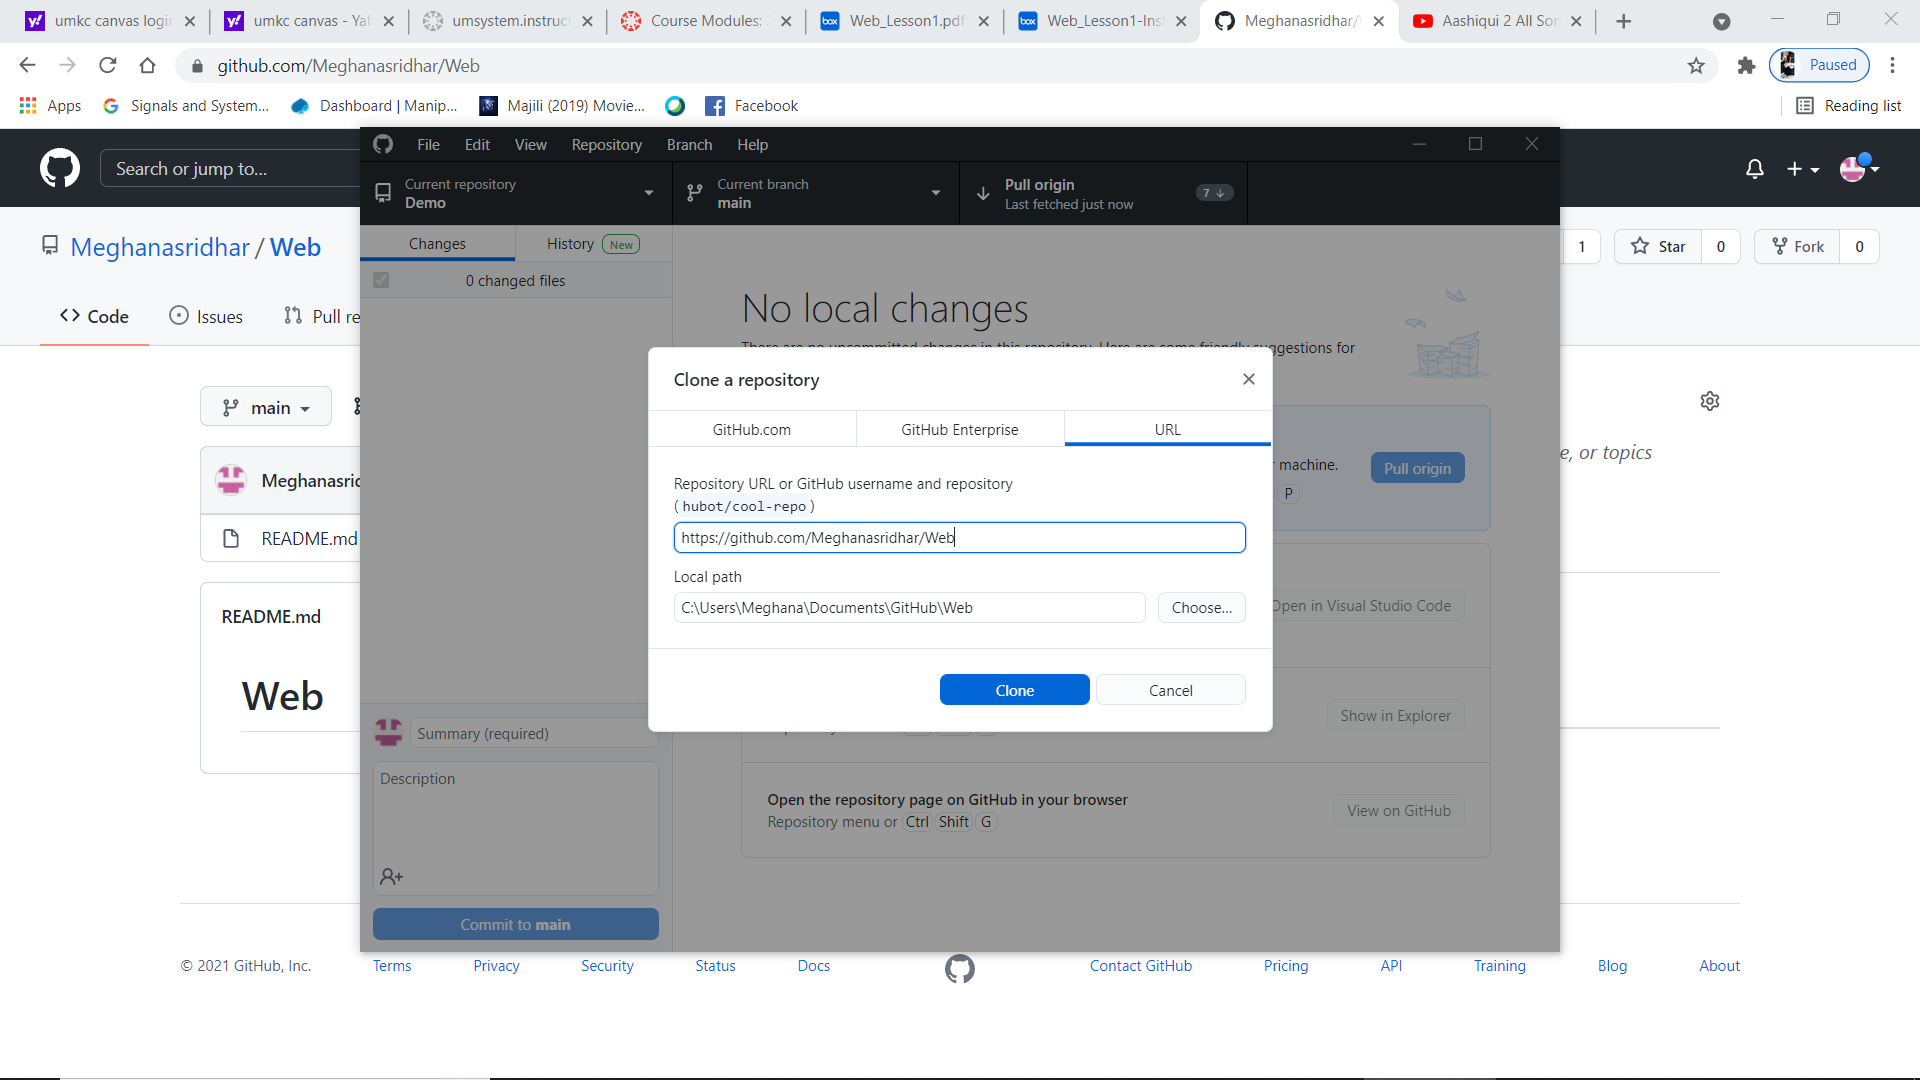 umkc canvas login
umkc canvas - Yah
umsystem.instruct
Course Modules: 2
Web_Lesson1.pdf
Web_Lesson1-Inst
Meghanasridhar/W
Aashiqui 2 All Son
github.com/Meghanasridhar/Web
Paused
Apps
Signals and System...
Dashboard | Manip...
Majili (2019) Movie...
Facebook
Reading list
Search or jump to...
File Edit View Repository Branch Help
Current repository
Demo
Current branch
main
Pull origin
Last fetched just now
7
Meghanasridhar / Web
Changes
History New
1
Star 0
Fork 0
0 changed files
Code
Issues
Pull re
No local changes
There are no uncommitted changes in this repository. Here are some friendly suggestions for
Clone a repository
main
GitHub.com
GitHub Enterprise
URL
e, or topics
machine.
Pull origin
P
Meghanasrid
Repository URL or GitHub username and repository
(hubot/cool-repo)
https://github.com/Meghanasridhar/Web
README.md
Local path
C:\Users\Meghana\Documents\GitHub\Web
Choose...
Open in Visual Studio Code
README.md
Web
Clone
Cancel
Show in Explorer
Summary (required)
Description
Open the repository page on GitHub in your browser
Repository menu or Ctrl Shift G
View on GitHub
Commit to main
© 2021 GitHub, Inc.
Terms
Privacy
Security
Status
Docs
Contact GitHub
Pricing
API
Training
Blog
About